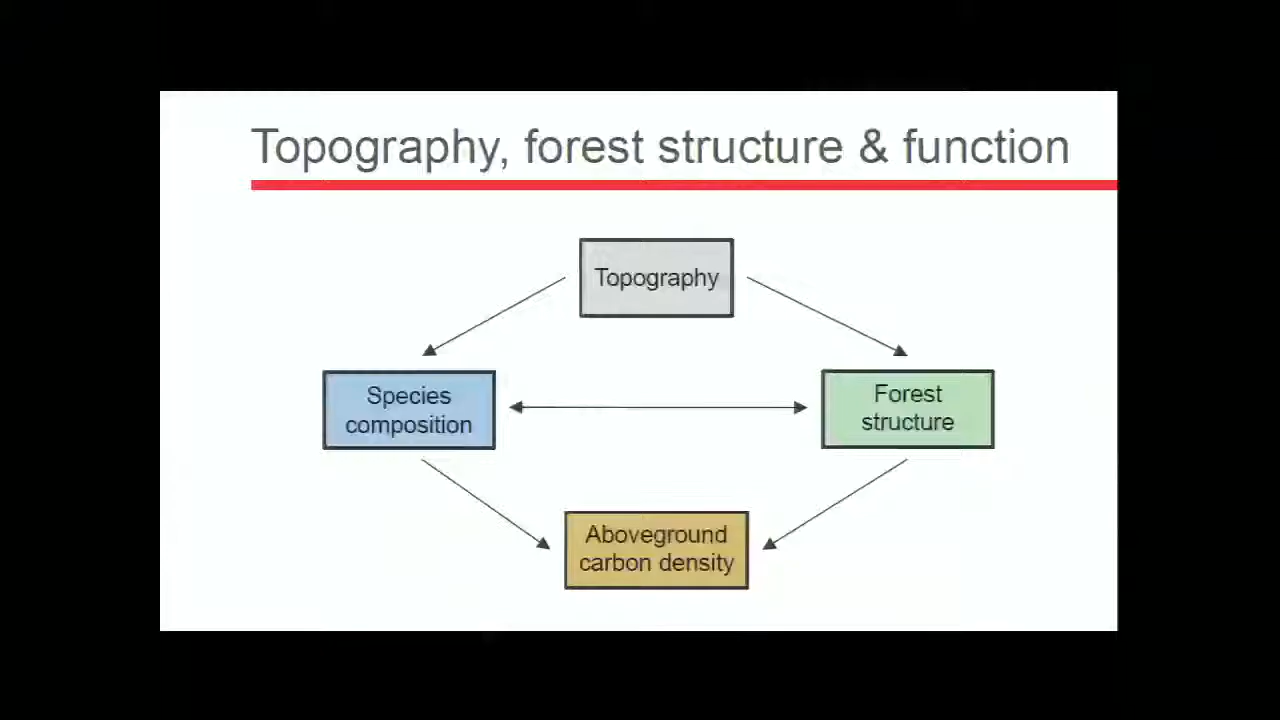 Topography, forest structure & function
Topography
Species
composition
Forest
structure
Aboveground
carbon density